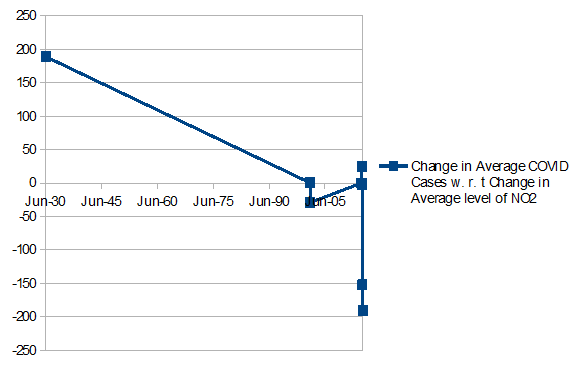 250
200
150
100
50
0
-50
-100
-150
-200
-250
Jun-30 Jun-45 Jun-60 Jun-75 Jun-90 Jun-05
Change in Average COVID
Cases w. r. t Change in
Average level of NO2